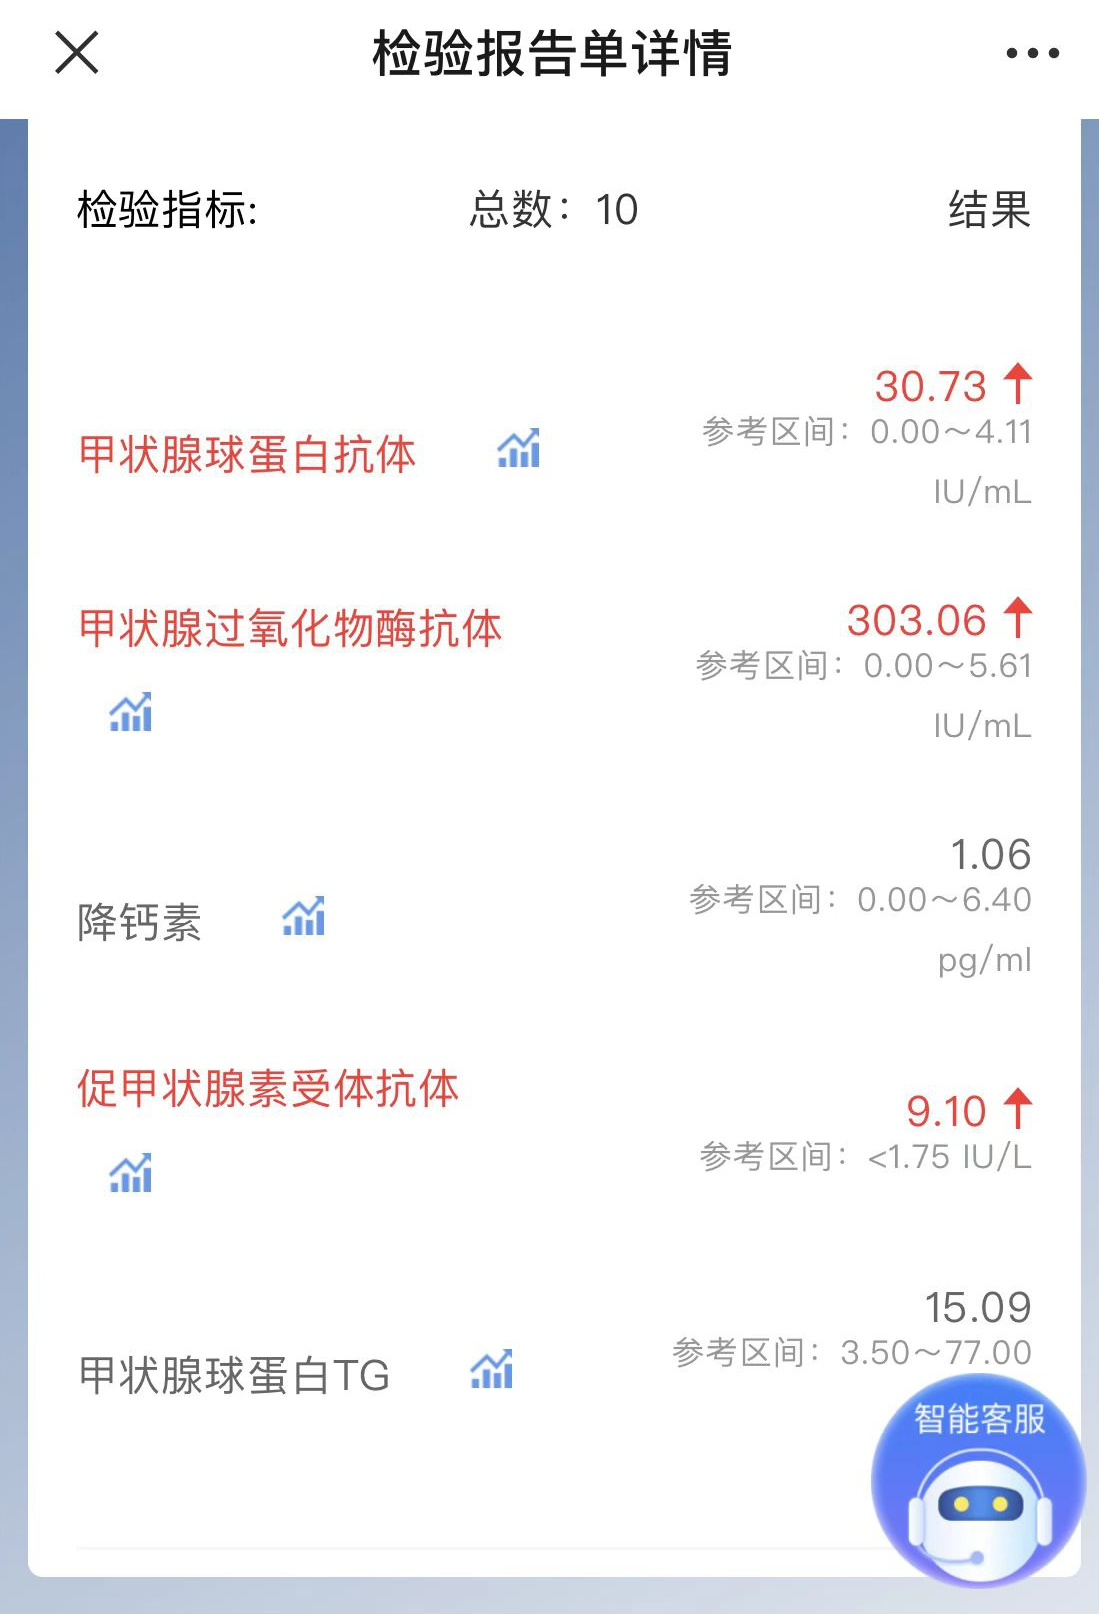 检验报告单详情
检验指标: 总数：10 结果
30.73
甲状腺球蛋白抗体 参考区间：0.00～4.11
IU/mL
甲状腺过氧化物酶抗体 303.06
参考区间：0.00～5.61
IU/mL
1.06
降钙素 参考区间：0.00～6.40
pg/ml
促甲状腺素受体抗体 9.10
参考区间：<1.75 IU/L
15.09
甲状腺球蛋白TG 参考区间：3.50～77.00
智能客服